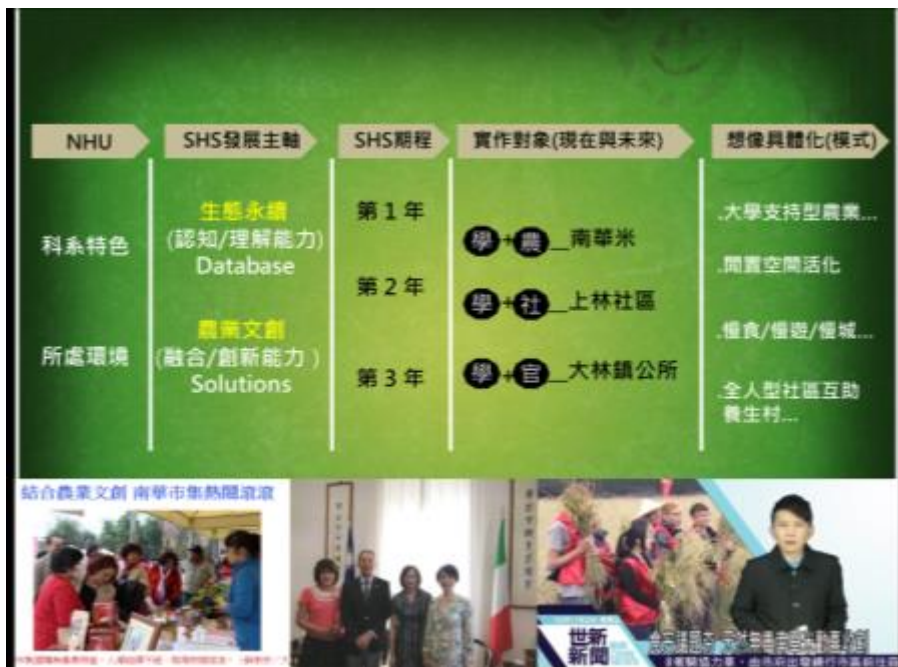 NHU
SHS發展主軸
SHS期程
實作對象(現在與未來)
想像具體化(模式)
科系特色
所處環境
生態永續
(認知/理解能力)
Database
農業文創
(融合/創新能力)
Solutions
第1年
第2年
第3年
學+農__南華米
學+社__上林社區
學+官__大林鎮公所
.大學支持型農業...
.閒置空間活化
.慢食/慢遊/慢城...
.全人型社區互助
養生村...
結合農業文創 南華市集熱鬧滾滾
世新
新聞